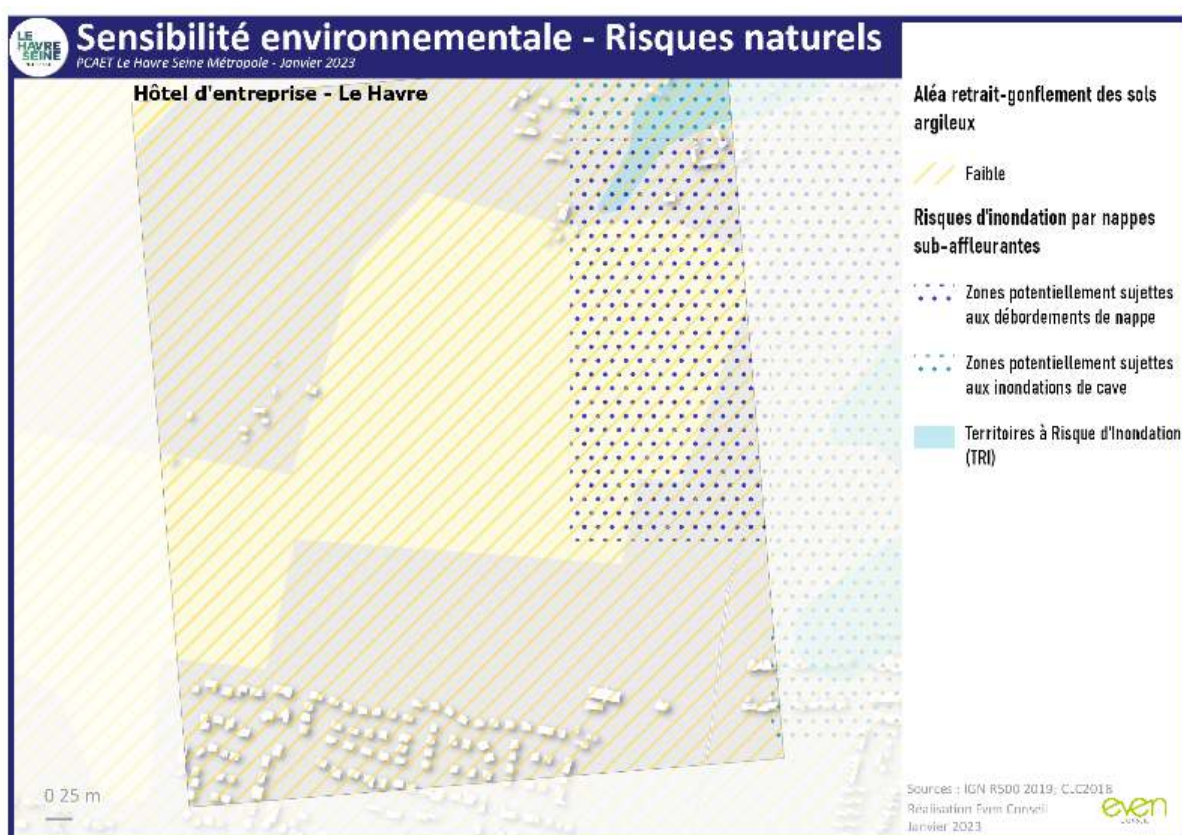 LE
HAVRE
SEINE
Sensibilité environnementale - Risques naturels
PCAET Le Havre Seine Métropole - Janvier 2023
Hôtel d'entreprise - Le Havre
Aléa retrait-gonflement des sols
argileux
Faible
Risques d'inondation par nappes
sub-affleurantes
Zones potentiellement sujettes
aux débordements de nappe
Zones potentiellement sujettes
aux inondations de cave
Territoires à Risque d'Inondation
(TRI)
0 25 m
Sources : IGN R500 2019; CLC2018
Réalisation Even Conseil
Janvier 2023
even
CONSEIL